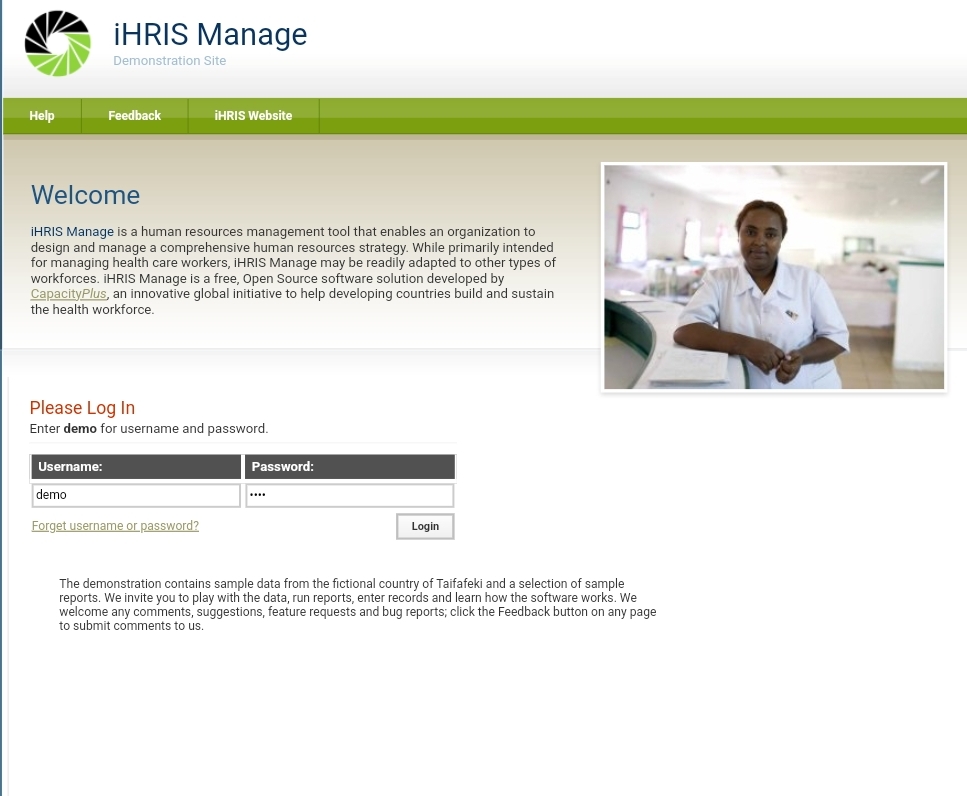 iHRIS Manage
Demonstration Site
Help Feedback iHRIS Website
Welcome
iHRIS Manage is a human resources management tool that enables an organization to
design and manage a comprehensive human resources strategy. While primarily intended
for managing health care workers, iHRIS Manage may be readily adapted to other types of
workforces. iHRIS Manage is a free, Open Source software solution developed by
CapacityPlus, an innovative global initiative to help developing countries build and sustain
the health workforce.
Please Log In
Enter demo for username and password.
Username: Password:
demo ••••
Forget username or password? Login
The demonstration contains sample data from the fictional country of Taifafeki and a selection of sample
reports. We invite you to play with the data, run reports, enter records and learn how the software works. We
welcome any comments, suggestions, feature requests and bug reports; click the Feedback button on any page
to submit comments to us.